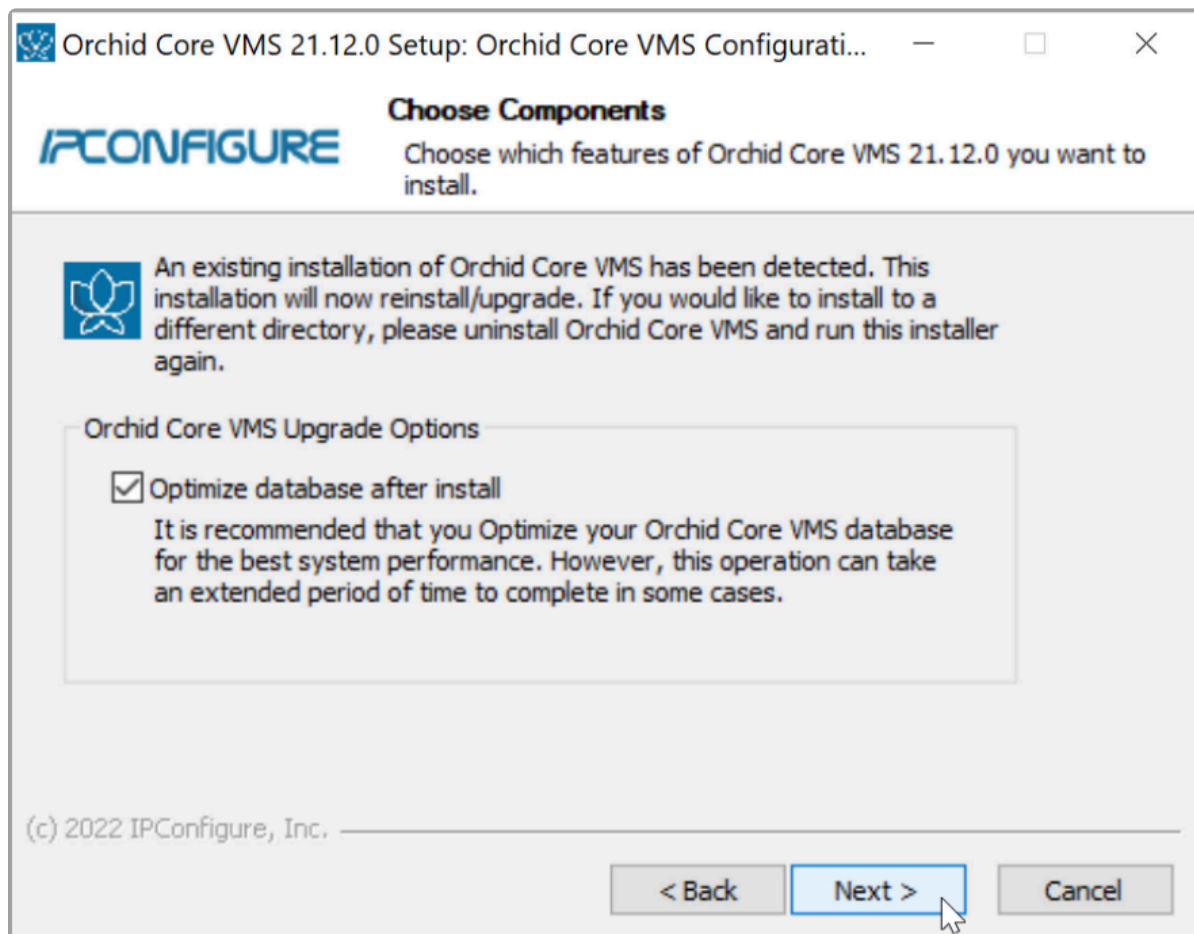 Orchid Core VMS 21.12.0 Setup: Orchid Core VMS Configurati...
IPCONFIGURE
Choose Components
Choose which features of Orchid Core VMS 21.12.0 you want to
install.
An existing installation of Orchid Core VMS has been detected. This
installation will now reinstall/upgrade. If you would like to install to a
different directory, please uninstall Orchid Core VMS and run this installer
again.
Orchid Core VMS Upgrade Options
Optimize database after install
It is recommended that you Optimize your Orchid Core VMS database
for the best system performance. However, this operation can take
an extended period of time to complete in some cases.
(c) 2022 IPConfigure, Inc.
< Back Next > Cancel